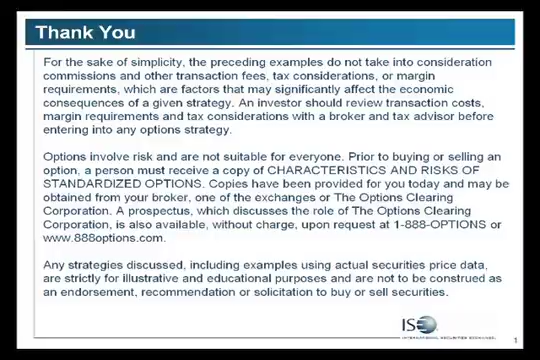 Thank You
For the sake of simplicity, the preceding examples do not take into consideration
commissions and other transaction fees, tax considerations, or margin
requirements, which are factors that may significantly affect the economic
consequences of a given strategy. An investor should review transaction costs,
margin requirements and tax considerations with a broker and tax advisor before
entering into any options strategy.
Options involve risk and are not suitable for everyone. Prior to buying or selling an
option, a person must receive a copy of CHARACTERISTICS AND RISKS OF
STANDARDIZED OPTIONS. Copies have been provided for you today and may be
obtained from your broker, one of the exchanges or The Options Clearing
Corporation. A prospectus, which discusses the role of The Options Clearing
Corporation, is also available, without charge, upon request at 1-888-OPTIONS or
www.888options.com.
Any strategies discussed, including examples using actual securities price data,
are strictly for illustrative and educational purposes and are not to be construed as
an endorsement, recommendation or solicitation to buy or sell securities.
ISE
INTERNATIONAL SECURITIES EXCHANGE.
1